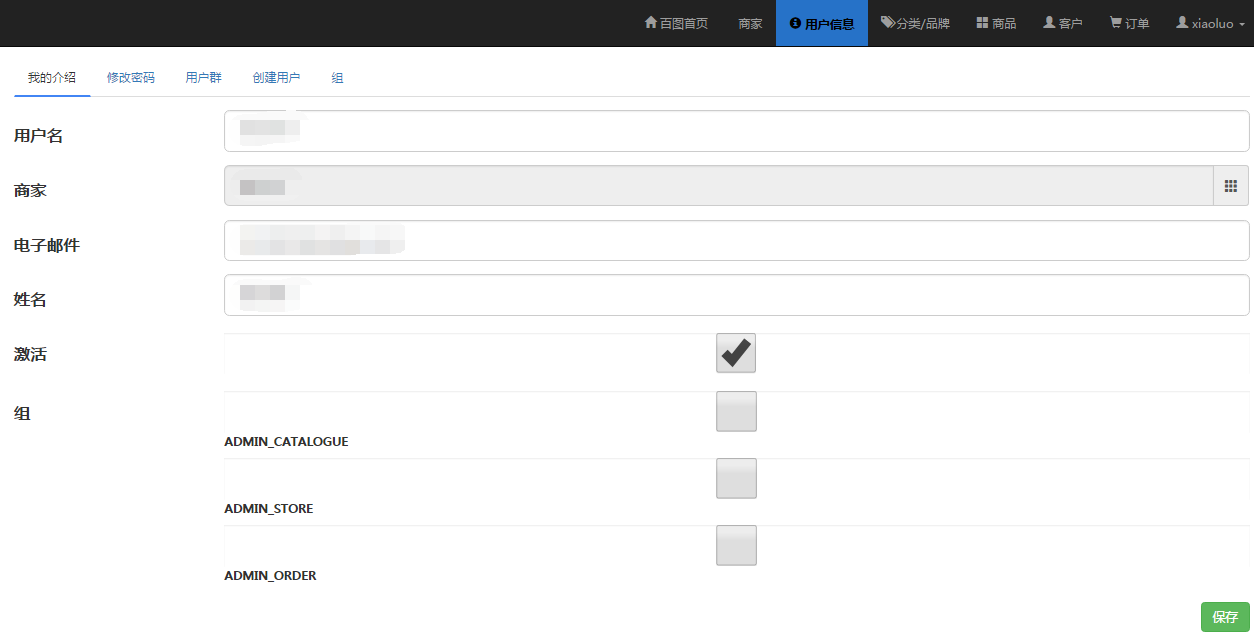 百图首页 商家 用户信息 分类/品牌 商品 客户 订单 xiaoluo
我的介绍 修改密码 用户群 创建用户 组
用户名
商家
电子邮件
姓名
激活
组
ADMIN_CATALOGUE
ADMIN_STORE
ADMIN_ORDER
保存